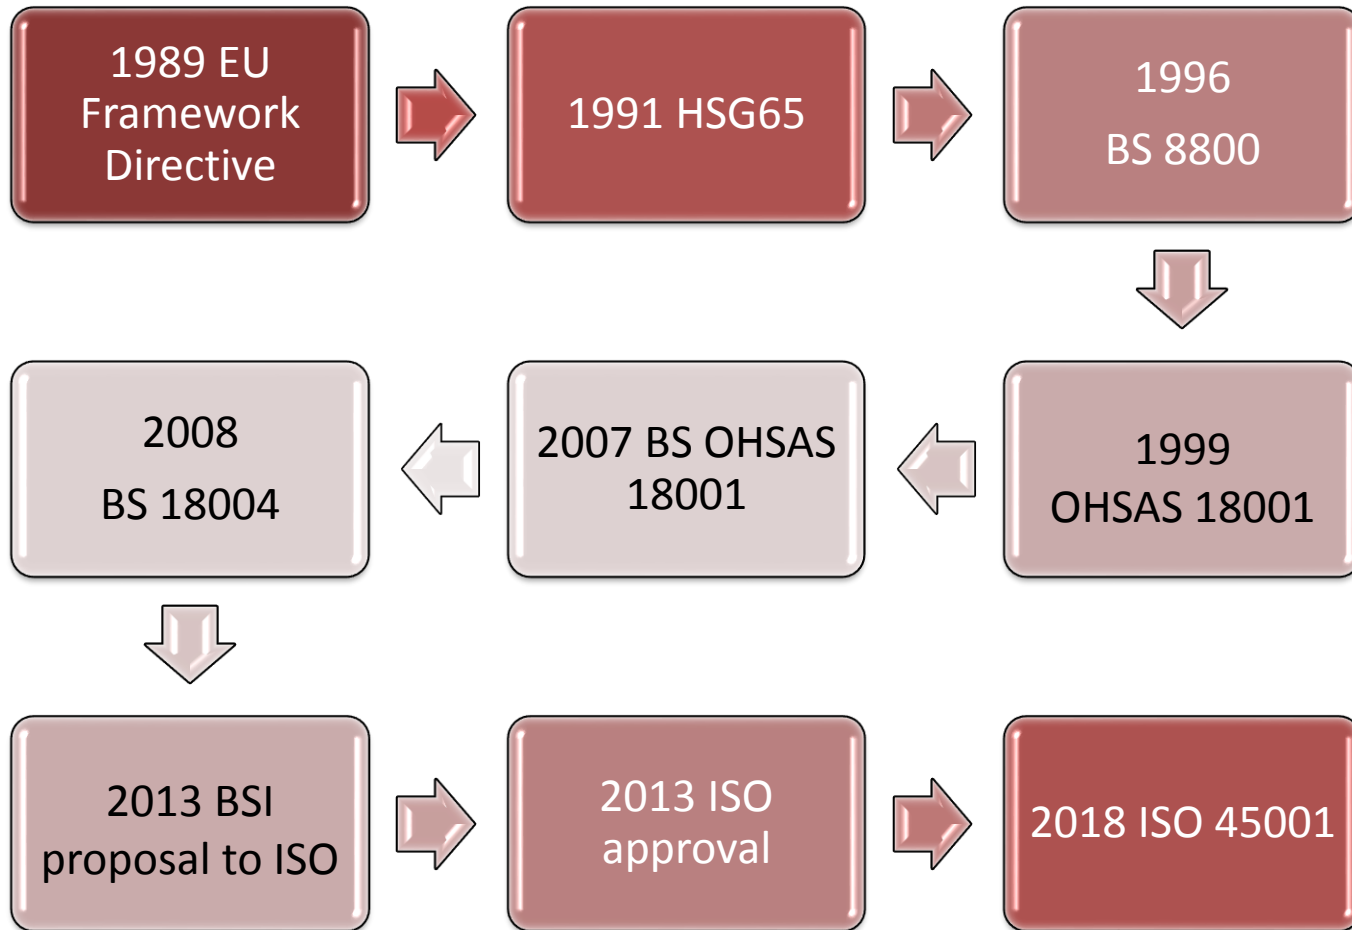 1989 EU
Framework
Directive
1991 HSG65
1996
BS 8800
1999
OHSAS 18001
2007 BS OHSAS
18001
2008
BS 18004
2013 BSI
proposal to ISO
2013 ISO
approval
2018 ISO 45001